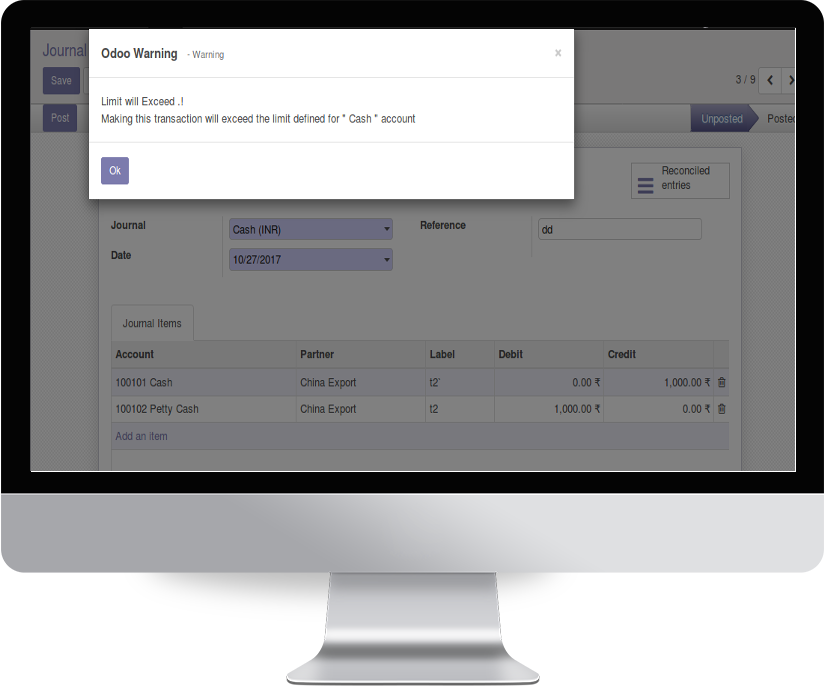 Journal
Odoo Warning - Warning x
Save
3 / 9
Limit will Exceed .!
Making this transaction will exceed the limit defined for " Cash " account
Post
Unposted Posted
Ok
Reconciled
entries
Journal Cash (INR) Reference dd
Date 10/27/2017
Journal Items
Account Partner Label Debit Credit
100101 Cash China Export t2` 0.00 ₹ 1,000.00 ₹
100102 Petty Cash China Export t2 1,000.00 ₹ 0.00 ₹
Add an item